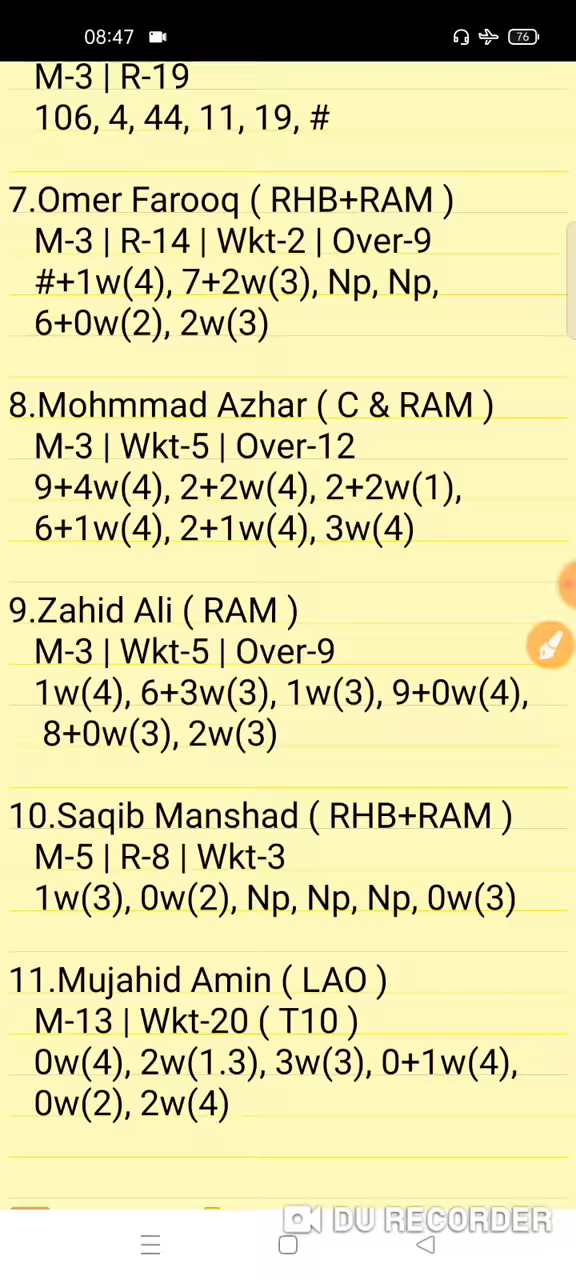 08:47
76
M-3 | R-19
106, 4, 44, 11, 19, #
7.Omer Farooq ( RHB+RAM )
M-3 | R-14 | Wkt-2 | Over-9
#+1w(4), 7+2w(3), Np, Np,
6+0w(2), 2w(3)
8.Mohmmad Azhar ( C & RAM )
M-3 | Wkt-5 | Over-12
9+4w(4), 2+2w(4), 2+2w(1),
6+1w(4), 2+1w(4), 3w(4)
9.Zahid Ali ( RAM )
M-3 | Wkt-5 | Over-9
1w(4), 6+3w(3), 1w(3), 9+0w(4),
8+0w(3), 2w(3)
10.Saqib Manshad ( RHB+RAM )
M-5 | R-8 | Wkt-3
1w(3), 0w(2), Np, Np, Np, 0w(3)
11.Mujahid Amin ( LAO )
M-13 | Wkt-20 ( T10 )
0w(4), 2w(1.3), 3w(3), 0+1w(4),
0w(2), 2w(4)
DU RECORDER